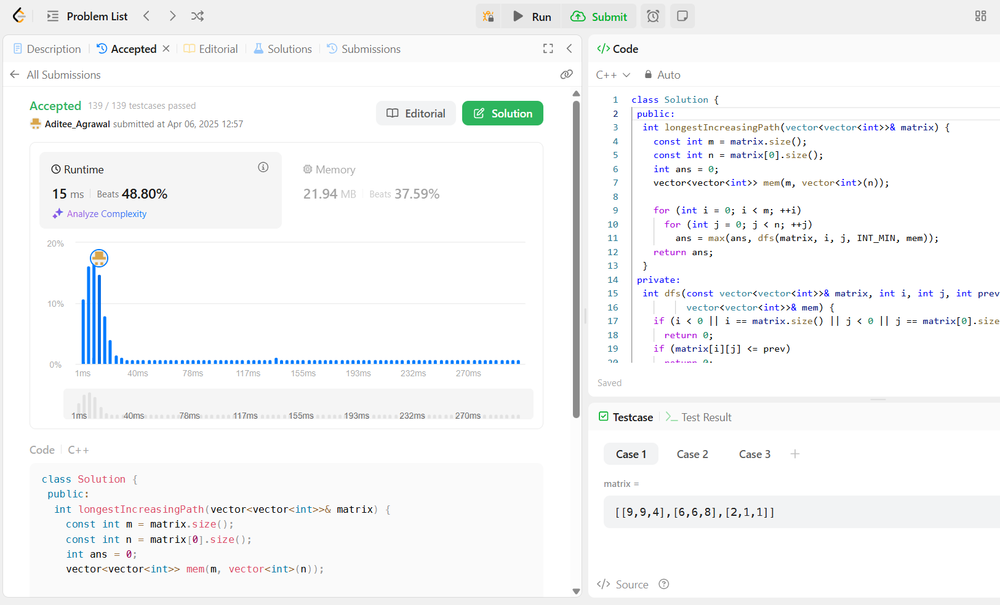 Problem List
Run
Submit
Description
Accepted
Editorial
Solutions
Submissions
All Submissions
Accepted 139 / 139 testcases passed
Aditee_Agrawal submitted at Apr 06, 2025 12:57
Editorial
Solution
Runtime
15 ms Beats 48.80%
Analyze Complexity
Memory
21.94 MB Beats 37.59%
20%
10%
0%
1ms 40ms 78ms 117ms 155ms 193ms 232ms 270ms
1ms 40ms 78ms 117ms 155ms 193ms 232ms 270ms
Code C++
class Solution {
public:
int longestIncreasingPath(vector<vector<int>>& matrix) {
const int m = matrix.size();
const int n = matrix[0].size();
int ans = 0;
vector<vector<int>> mem(m, vector<int>(n));
</> Code
C++ Auto
1 class Solution {
2 public:
3 int longestIncreasingPath(vector<vector<int>>& matrix) {
4 const int m = matrix.size();
5 const int n = matrix[0].size();
6 int ans = 0;
7 vector<vector<int>> mem(m, vector<int>(n));
8
9 for (int i = 0; i < m; ++i)
10 for (int j = 0; j < n; ++j)
11 ans = max(ans, dfs(matrix, i, j, INT_MIN, mem));
12 return ans;
13 }
14 private:
15 int dfs(const vector<vector<int>>& matrix, int i, int j, int prev
16 vector<vector<int>>& mem) {
17 if (i < 0 || i == matrix.size() || j < 0 || j == matrix[0].size
18 return 0;
19 if (matrix[i][j] <= prev)
20 return 0;
Saved
Testcase
Test Result
Case 1
Case 2
Case 3
+
matrix =
[[9,9,4],[6,6,8],[2,1,1]]
</> Source